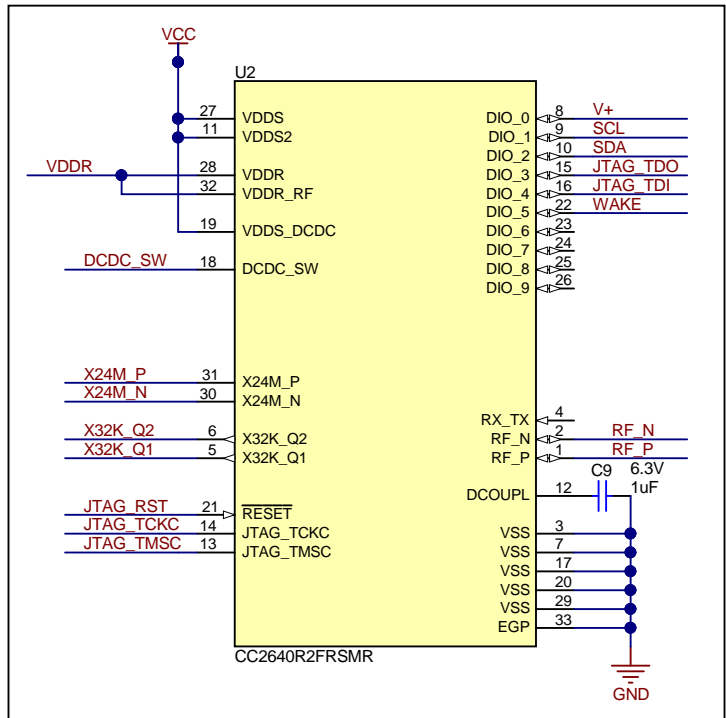 VCC
U2
27 VDDS DIO_0 8 V+
11 VDDS2 DIO_1 9 SCL
DIO_2 10 SDA
VDDR 28 VDDR DIO_3 15 JTAG_TDO
32 VDDR_RF DIO_4 16 JTAG_TDI
DIO_5 22 WAKE
19 VDDS_DCDC DIO_6 23
DIO_7 24
DCDC_SW 18 DCDC_SW DIO_8 25
DIO_9 26
X24M_P 31 X24M_P
X24M_N 30 X24M_N
RX_TX 4
X32K_Q2 6 X32K_Q2 RF_N 2 RF_N
X32K_Q1 5 X32K_Q1 RF_P 1 RF_P
C9 6.3V
DCOUPL 12 1uF
JTAG_RST 21 RESET
JTAG_TCKC 14 JTAG_TCKC VSS 3
JTAG_TMSC 13 JTAG_TMSC VSS 7
VSS 17
VSS 20
VSS 29
EGP 33
CC2640R2FRSMR
GND